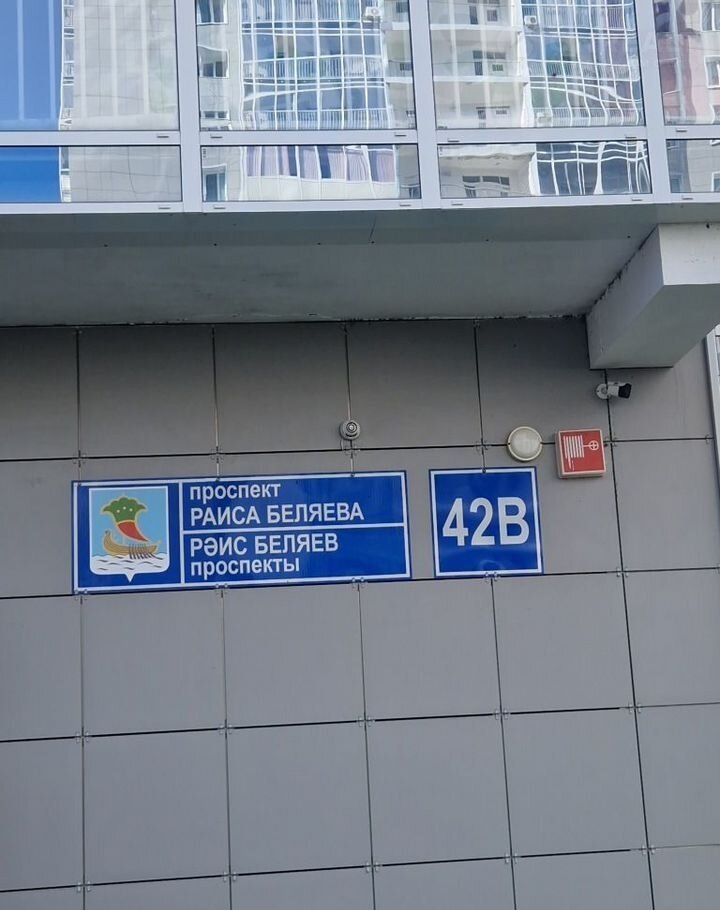 проспект
РАИСА БЕЛЯЕВА
РӘИС БЕЛЯЕВ
проспекты
42В